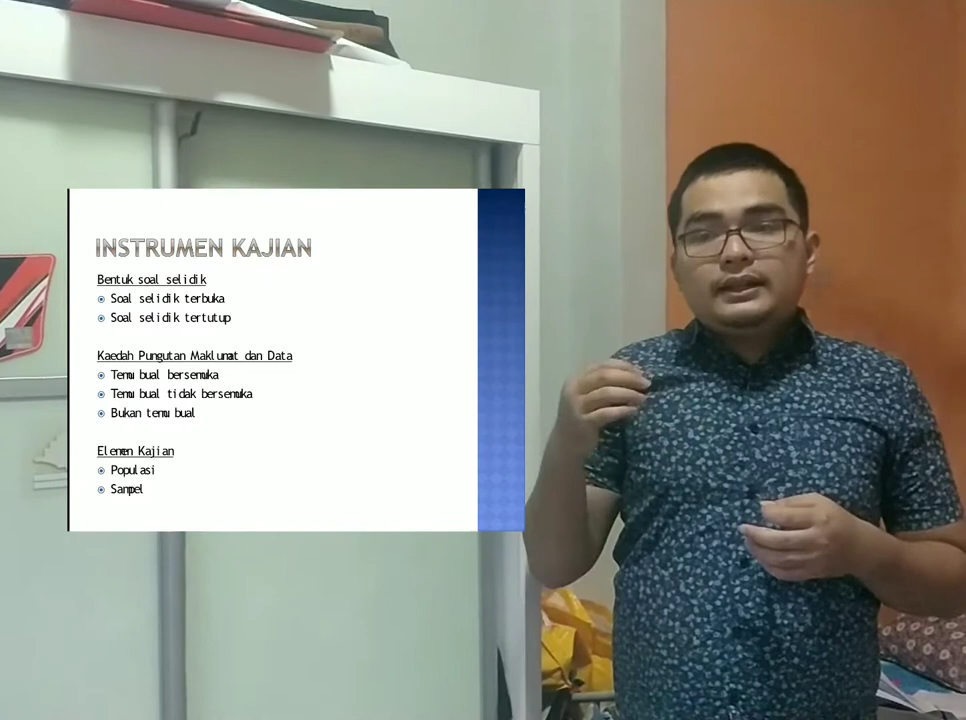 INSTRUMEN KAJIAN
Bentuk soal selidik
Soal selidik terbuka
Soal selidik tertutup
Kaedah Pungutan Maklumat dan Data
Temu bual bersemuka
Temu bual tidak bersemuka
Bukan temu bual
Elemen Kajian
Populasi
Sampel